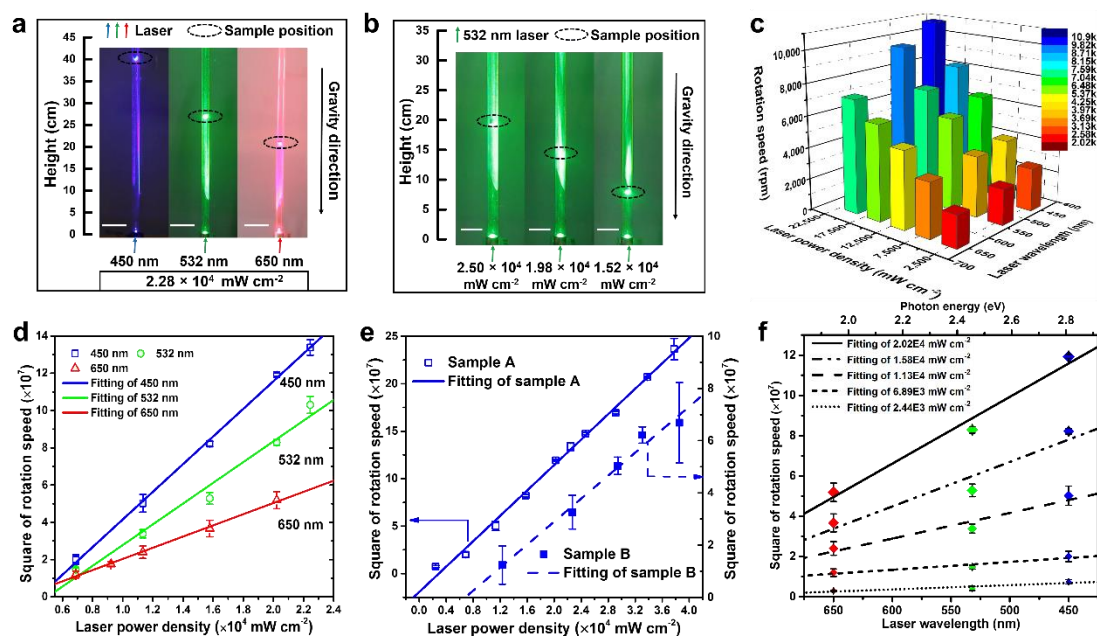 a
Laser
Sample position
45
40
35
30
25
20
15
10
5
0
Height (cm)
Gravity direction
450 nm 532 nm 650 nm
2.28 × 10⁴ mW cm⁻²
b
532 nm laser
Sample position
35
30
25
20
15
10
5
0
Height (cm)
Gravity direction
2.50 × 10⁴ 1.98 × 10⁴ 1.52 × 10⁴
mW cm⁻² mW cm⁻² mW cm⁻²
c
10,000
8,000
6,000
4,000
2,000
0
Rotation speed (rpm)
22,500
17,500
12,500
7,500
2,500
Laser power density (mW cm⁻²)
400
450
500
550
600
650
700
Laser wavelength (nm)
10.9k
9.82k
8.71k
8.15k
7.59k
7.04k
6.48k
5.37k
4.25k
3.97k
3.69k
3.13k
2.58k
2.02k
d
14
12
10
8
6
4
2
0
Square of rotation speed (×10⁷)
450 nm 532 nm
650 nm
Fitting of 450 nm
Fitting of 532 nm
Fitting of 650 nm
450 nm
532 nm
650 nm
0.6 0.8 1.0 1.2 1.4 1.6 1.8 2.0 2.2 2.4
Laser power density (×10⁴ mW cm⁻²)
e
25
20
15
10
5
0
Square of rotation speed (×10⁷)
Sample A
Fitting of sample A
Sample B
Fitting of sample B
10
8
6
4
2
0
Square of rotation speed (×10⁷)
0.0 0.5 1.0 1.5 2.0 2.5 3.0 3.5 4.0
Laser power density (×10⁴ mW cm⁻²)
f
Photon energy (eV)
2.0 2.2 2.4 2.6 2.8
12
10
8
6
4
2
0
Fitting of 2.02E4 mW cm⁻²
Fitting of 1.58E4 mW cm⁻²
Fitting of 1.13E4 mW cm⁻²
Fitting of 6.89E3 mW cm⁻²
Fitting of 2.44E3 mW cm⁻²
650 600 550 500 450
Laser wavelength (nm)